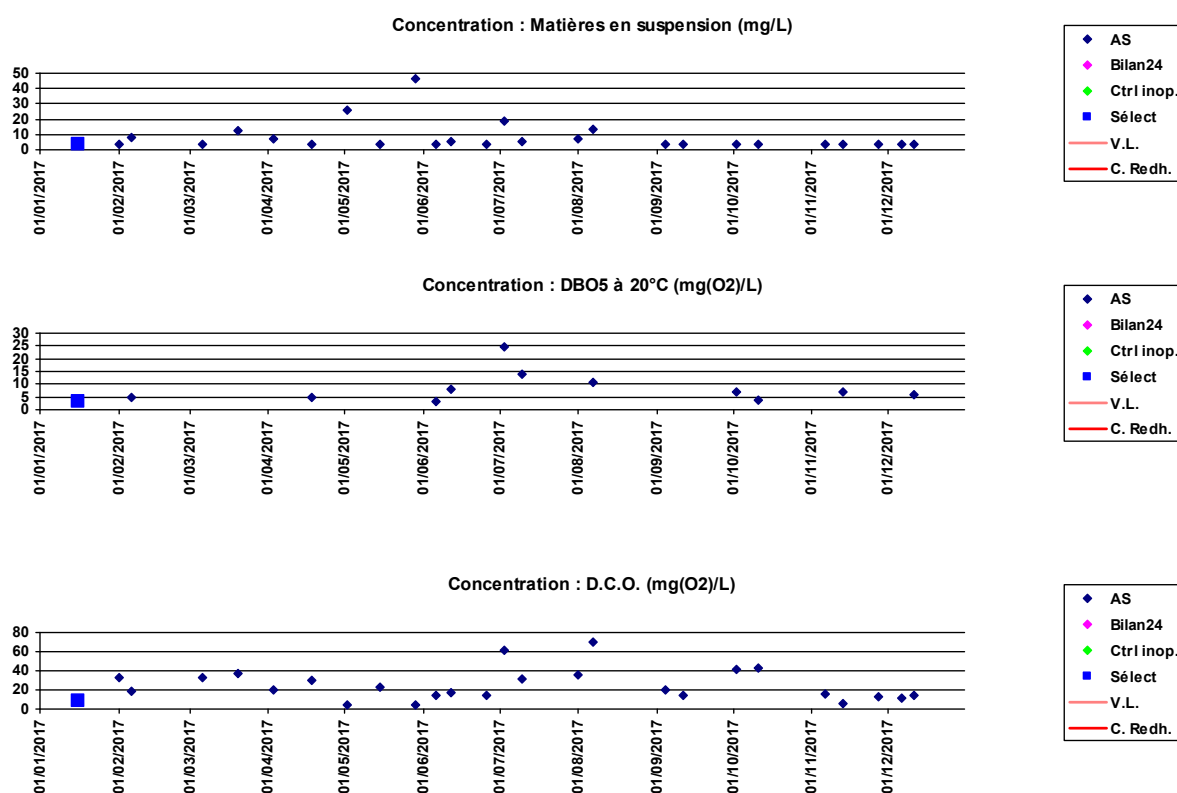 Concentration : Matières en suspension (mg/L)
50
40
30
20
10
0
01/01/2017
01/02/2017
01/03/2017
01/04/2017
01/05/2017
01/06/2017
01/07/2017
01/08/2017
01/09/2017
01/10/2017
01/11/2017
01/12/2017
AS
Bilan24
Ctrl inop.
Sélect
V.L.
C. Redh.
Concentration : DBO5 à 20°C (mg(O2)/L)
30
25
20
15
10
5
0
01/01/2017
01/02/2017
01/03/2017
01/04/2017
01/05/2017
01/06/2017
01/07/2017
01/08/2017
01/09/2017
01/10/2017
01/11/2017
01/12/2017
AS
Bilan24
Ctrl inop.
Sélect
V.L.
C. Redh.
Concentration : D.C.O. (mg(O2)/L)
80
60
40
20
0
01/01/2017
01/02/2017
01/03/2017
01/04/2017
01/05/2017
01/06/2017
01/07/2017
01/08/2017
01/09/2017
01/10/2017
01/11/2017
01/12/2017
AS
Bilan24
Ctrl inop.
Sélect
V.L.
C. Redh.